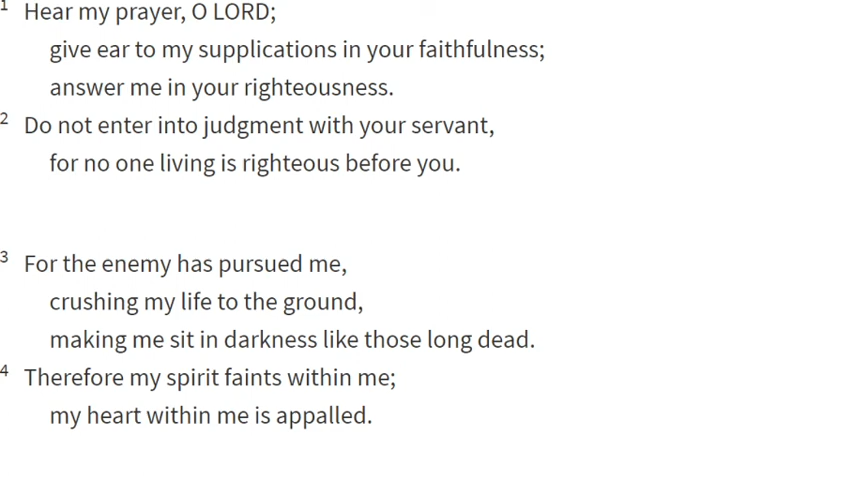 1 Hear my prayer, O LORD;
give ear to my supplications in your faithfulness;
answer me in your righteousness.
2 Do not enter into judgment with your servant,
for no one living is righteous before you.
3 For the enemy has pursued me,
crushing my life to the ground,
making me sit in darkness like those long dead.
4 Therefore my spirit faints within me;
my heart within me is appalled.